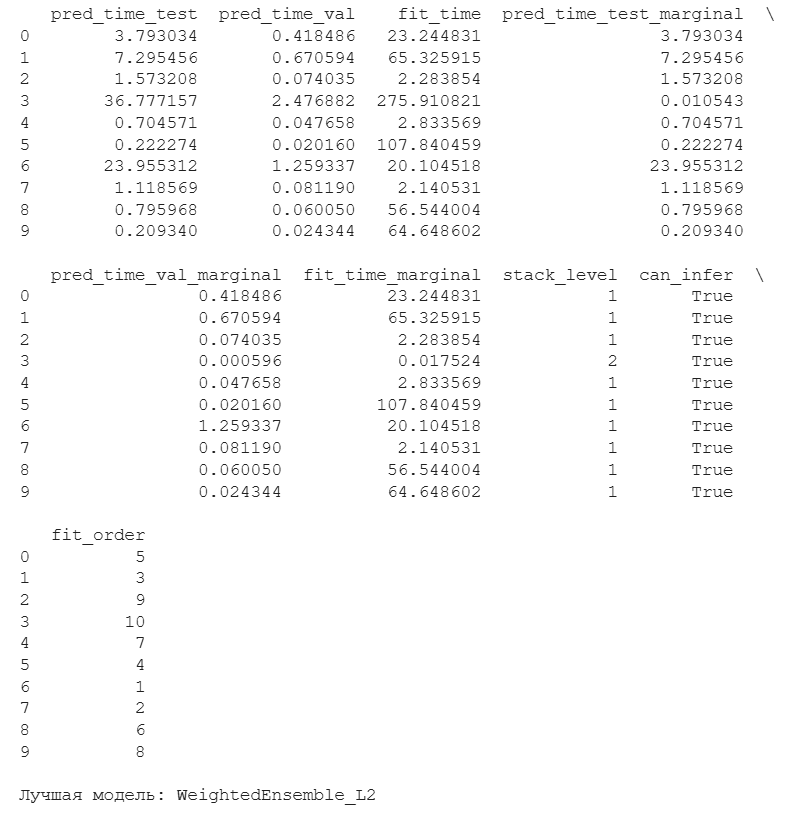 pred_time_test  pred_time_val    fit_time  pred_time_test_marginal  \
0        3.793034       0.418486   23.244831                 3.793034
1        7.295456       0.670594   65.325915                 7.295456
2        1.573208       0.074035    2.283854                 1.573208
3       36.777157       2.476882  275.910821                 0.010543
4        0.704571       0.047658    2.833569                 0.704571
5        0.222274       0.020160  107.840459                 0.222274
6       23.955312       1.259337   20.104518                23.955312
7        1.118569       0.081190    2.140531                 1.118569
8        0.795968       0.060050   56.544004                 0.795968
9        0.209340       0.024344   64.648602                 0.209340
pred_time_val_marginal  fit_time_marginal  stack_level  can_infer  \
0                0.418486          23.244831            1       True
1                0.670594          65.325915            1       True
2                0.074035           2.283854            1       True
3                0.000596           0.017524            2       True
4                0.047658           2.833569            1       True
5                0.020160         107.840459            1       True
6                1.259337          20.104518            1       True
7                0.081190           2.140531            1       True
8                0.060050          56.544004            1       True
9                0.024344          64.648602            1       True
fit_order
0          5
1          3
2          9
3         10
4          7
5          4
6          1
7          2
8          6
9          8
Лучшая модель: WeightedEnsemble_L2